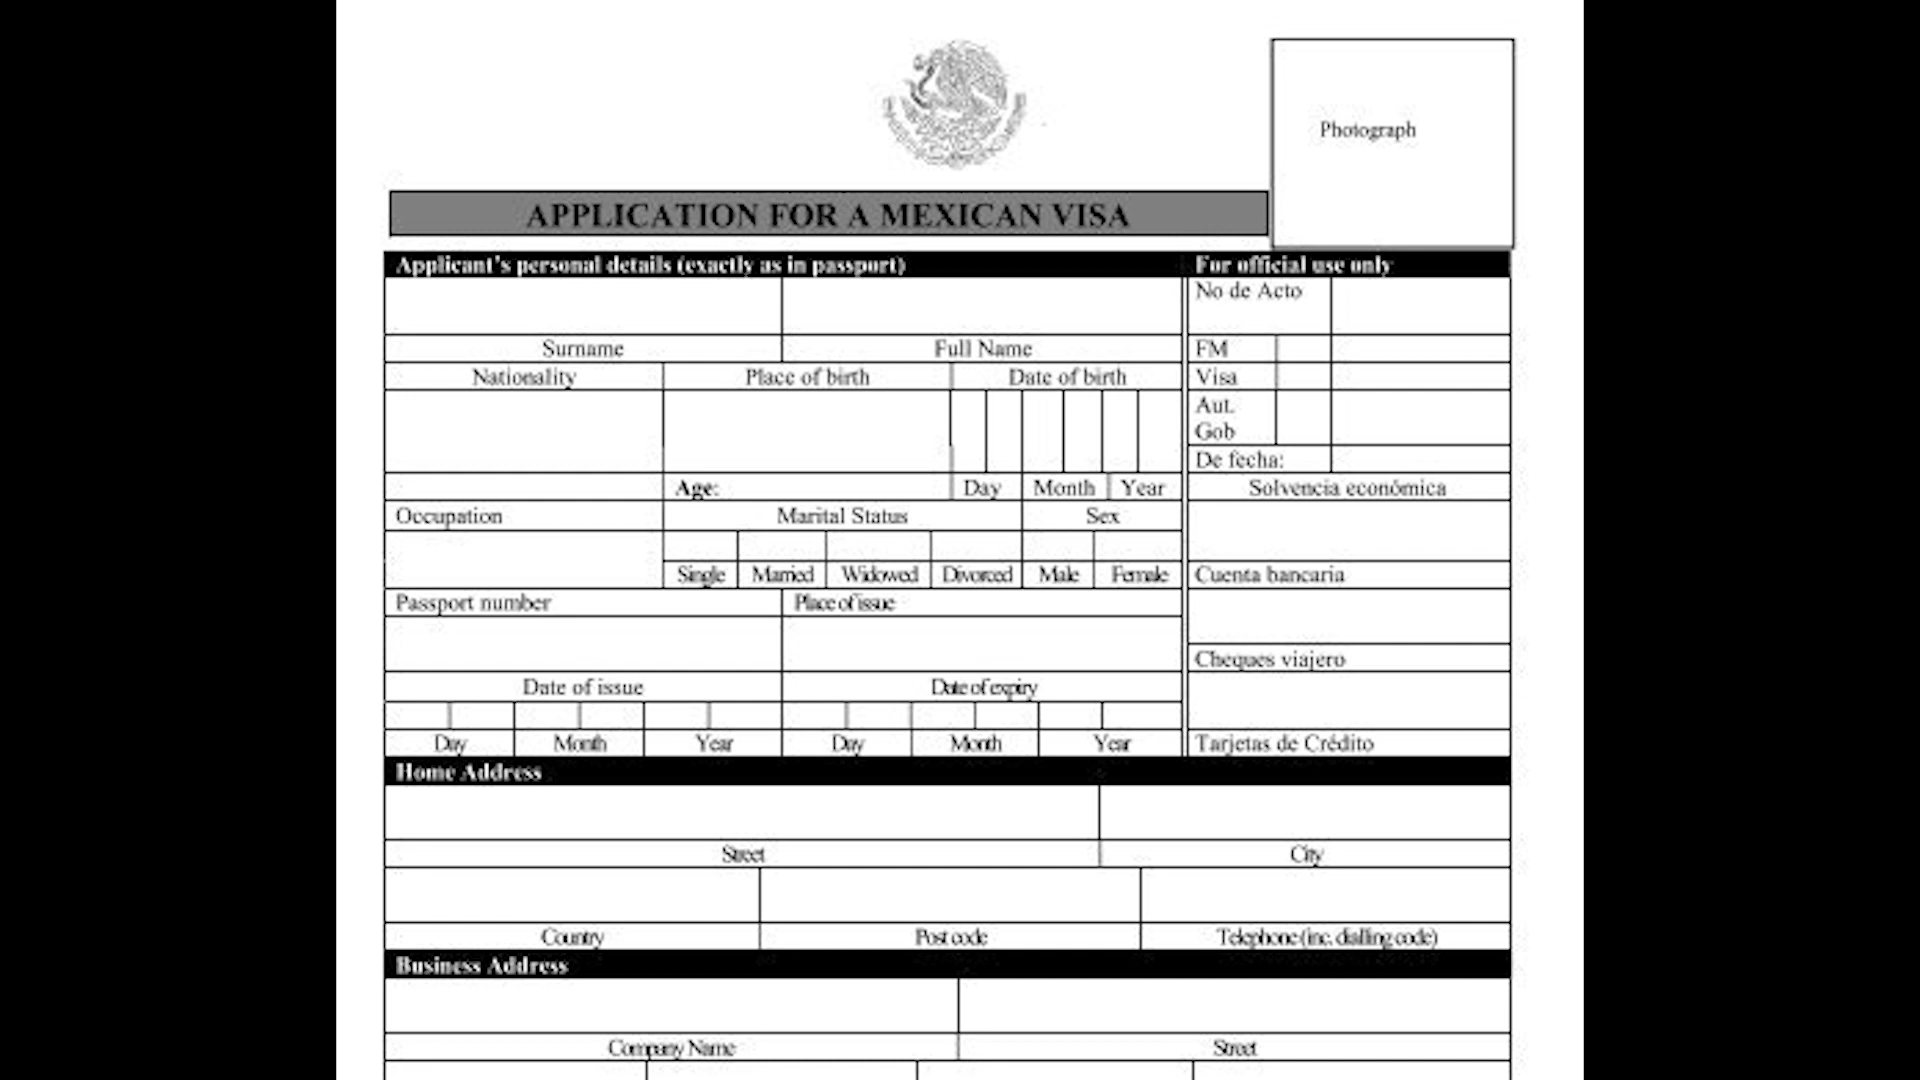 Photograph
APPLICATION FOR A MEXICAN VISA
Applicant's personal details (exactly as in passport)
For official use only
No de Acto
Surname
Full Name
FM
Nationality
Place of birth
Date of birth
Visa
Aut.
Gob
De fecha:
Age:
Day
Month
Year
Solvencia económica
Occupation
Marital Status
Sex
Single
Married
Widowed
Divorced
Male
Female
Cuenta bancaria
Passport number
Place of issue
Cheques viajero
Date of issue
Date of expiry
Day
Month
Year
Day
Month
Year
Tarjetas de Crédito
Home Address
Street
City
Country
Post code
Telephone (inc. dialling code)
Business Address
Company Name
Street